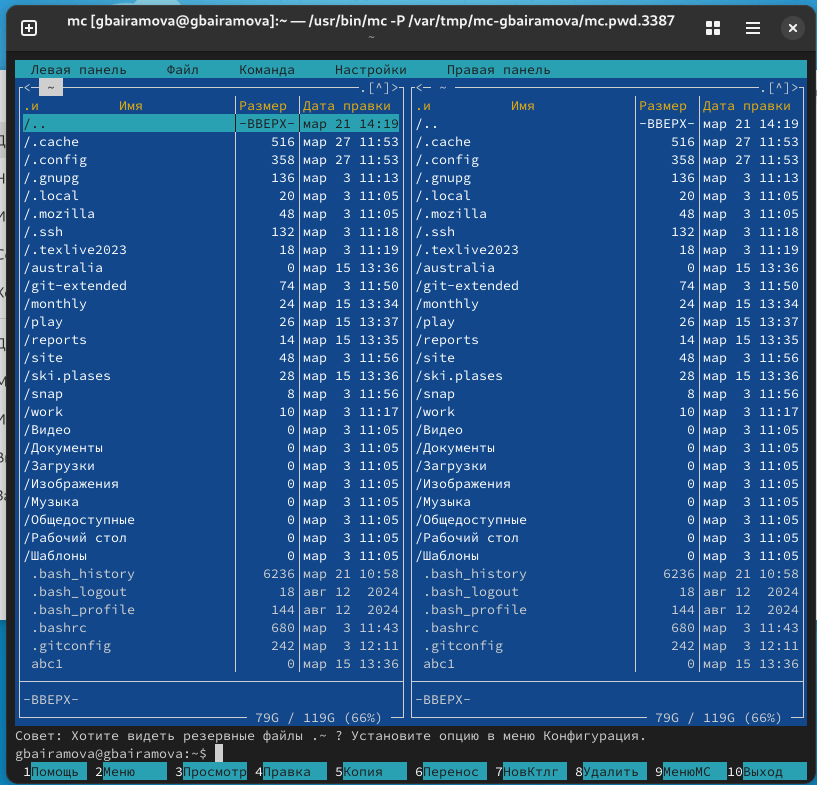 mc [gbairamova@gbairamova]:~ — /usr/bin/mc -P /var/tmp/mc-gbairamova/mc.pwd.3387
~
Левая панель Файл Команда Настройки Правая панель
<─ ~ ─.[^]> <─ ~ ─.[^]>
.и Имя Размер Дата правки .и Имя Размер Дата правки
/.. -ВВЕРХ- мар 21 14:19 /.. -ВВЕРХ- мар 21 14:19
/.cache 516 мар 27 11:53 /.cache 516 мар 27 11:53
/.config 358 мар 27 11:53 /.config 358 мар 27 11:53
/.gnupg 136 мар 3 11:13 /.gnupg 136 мар 3 11:13
/.local 20 мар 3 11:05 /.local 20 мар 3 11:05
/.mozilla 48 мар 3 11:05 /.mozilla 48 мар 3 11:05
/.ssh 132 мар 3 11:18 /.ssh 132 мар 3 11:18
/.texlive2023 18 мар 3 11:19 /.texlive2023 18 мар 3 11:19
/australia 0 мар 15 13:36 /australia 0 мар 15 13:36
/git-extended 74 мар 3 11:50 /git-extended 74 мар 3 11:50
/monthly 24 мар 15 13:34 /monthly 24 мар 15 13:34
/play 26 мар 15 13:37 /play 26 мар 15 13:37
/reports 14 мар 15 13:35 /reports 14 мар 15 13:35
/site 48 мар 3 11:56 /site 48 мар 3 11:56
/ski.plases 28 мар 15 13:36 /ski.plases 28 мар 15 13:36
/snap 8 мар 3 11:56 /snap 8 мар 3 11:56
/work 10 мар 3 11:17 /work 10 мар 3 11:17
/Видео 0 мар 3 11:05 /Видео 0 мар 3 11:05
/Документы 0 мар 3 11:05 /Документы 0 мар 3 11:05
/Загрузки 0 мар 3 11:05 /Загрузки 0 мар 3 11:05
/Изображения 0 мар 3 11:05 /Изображения 0 мар 3 11:05
/Музыка 0 мар 3 11:05 /Музыка 0 мар 3 11:05
/Общедоступные 0 мар 3 11:05 /Общедоступные 0 мар 3 11:05
/Рабочий стол 0 мар 3 11:05 /Рабочий стол 0 мар 3 11:05
/Шаблоны 0 мар 3 11:05 /Шаблоны 0 мар 3 11:05
.bash_history 6236 мар 21 10:58 .bash_history 6236 мар 21 10:58
.bash_logout 18 авг 12 2024 .bash_logout 18 авг 12 2024
.bash_profile 144 авг 12 2024 .bash_profile 144 авг 12 2024
.bashrc 680 мар 3 11:43 .bashrc 680 мар 3 11:43
.gitconfig 242 мар 3 12:11 .gitconfig 242 мар 3 12:11
abc1 0 мар 15 13:36 abc1 0 мар 15 13:36
-ВВЕРХ- -ВВЕРХ-
79G / 119G (66%) 79G / 119G (66%)
Совет: Хотите видеть резервные файлы .~ ? Установите опцию в меню Конфигурация.
gbairamova@gbairamova:~$
1Помощь 2Меню 3Просмотр 4Правка 5Копия 6Перенос 7НовКтлг 8Удалить 9МенюMC 10Выход